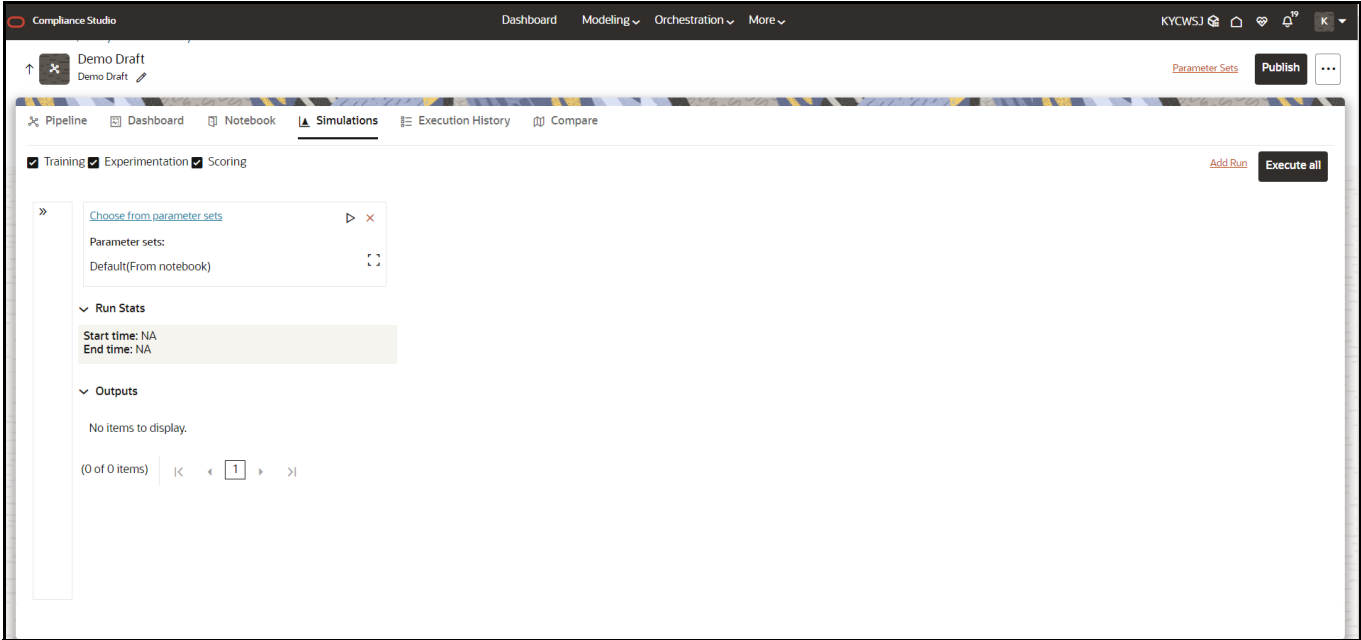 Compliance Studio Dashboard Modeling Orchestration More KYCWSJ 19 K
Demo Draft
Demo Draft Parameter Sets Publish ...
Pipeline Dashboard Notebook Simulations Execution History Compare
Training Experimentation Scoring Add Run Execute all
Choose from parameter sets
Parameter sets:
Default(From notebook)
Run Stats
Start time: NA
End time: NA
Outputs
No items to display.
(0 of 0 items) 1